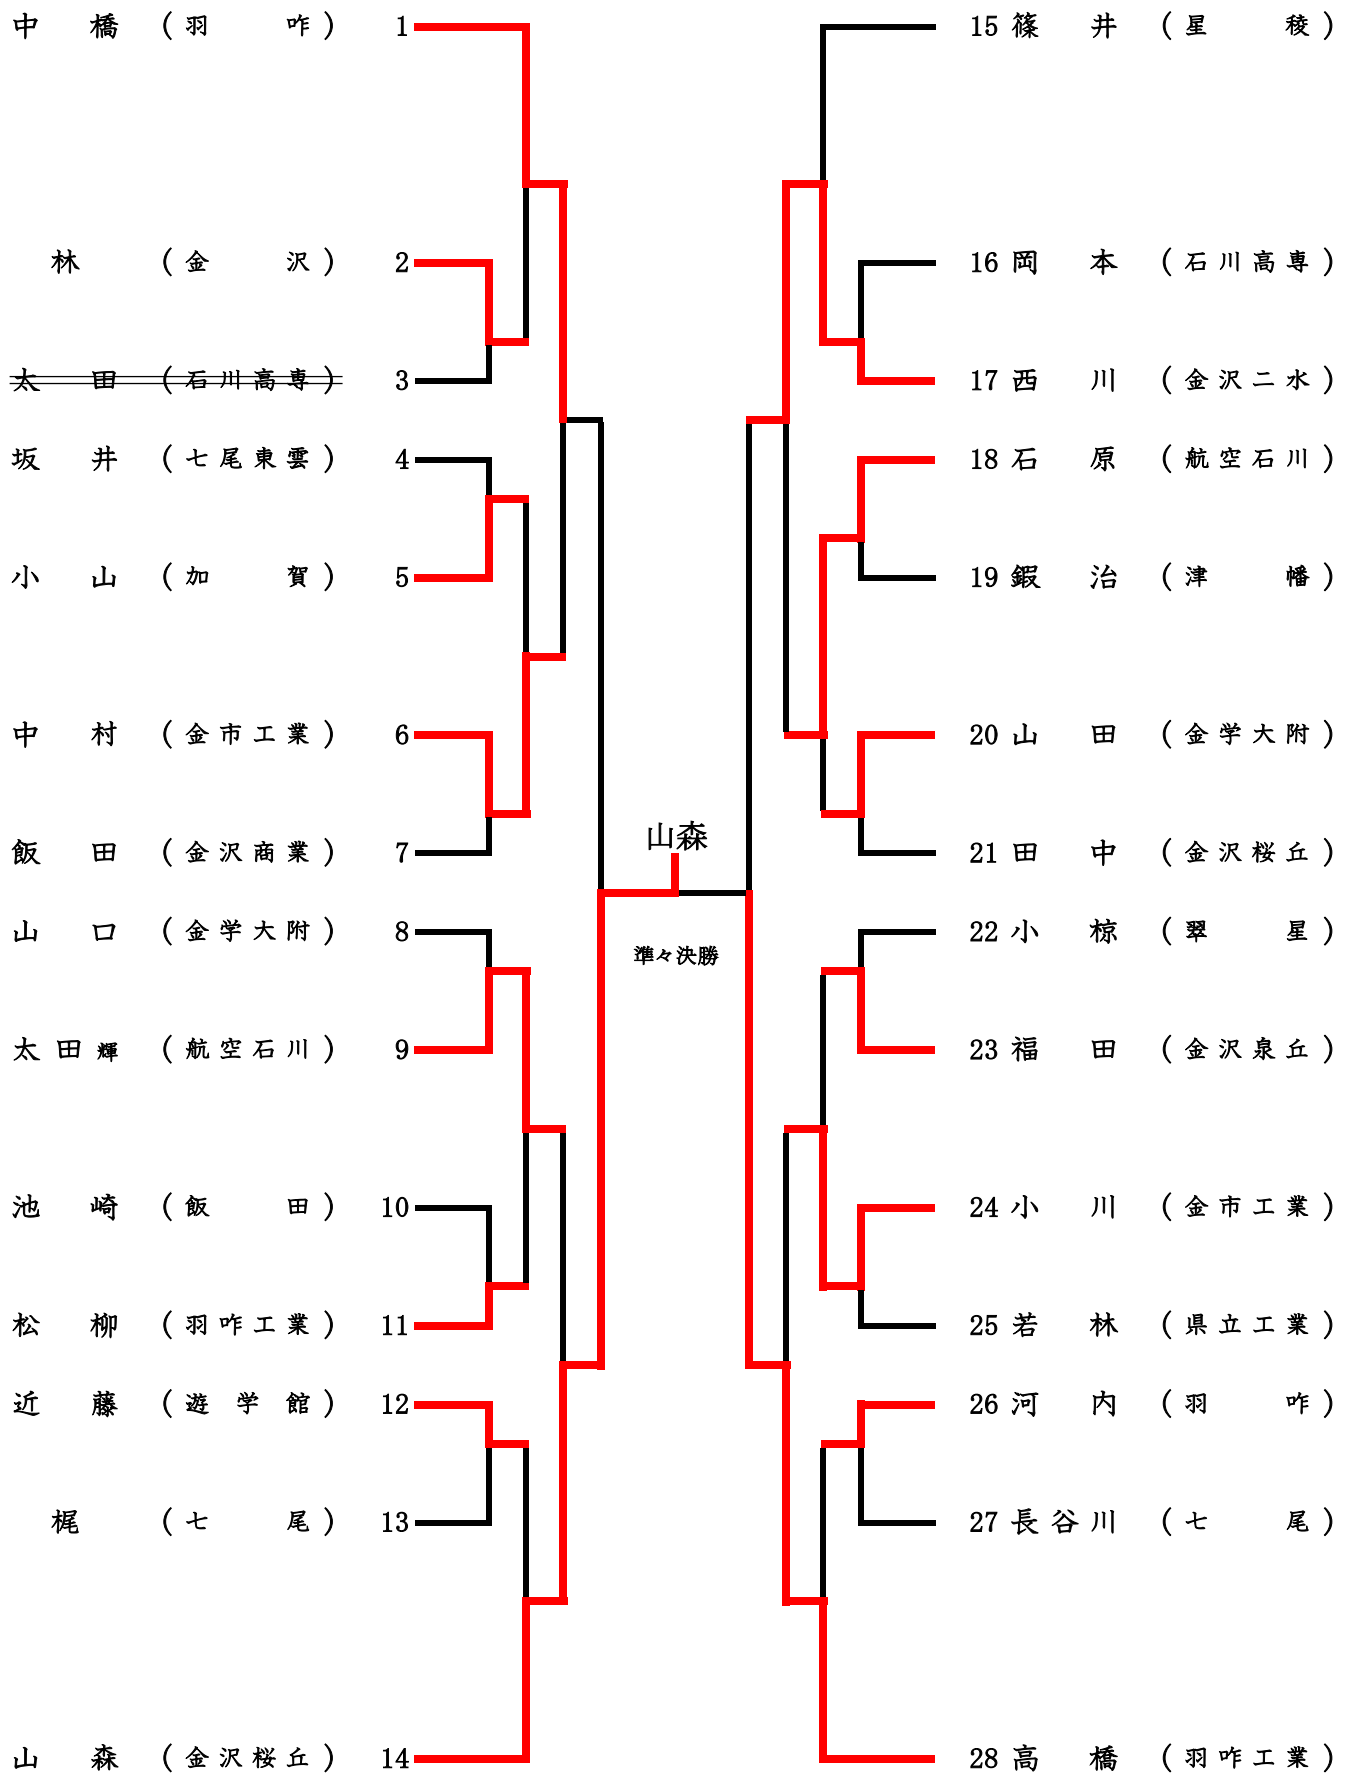 中橋（羽咋） 1
林（金沢） 2
太田（石川高専） 3
坂井（七尾東雲） 4
小山（加賀） 5
中村（金市工業） 6
飯田（金沢商業） 7
山口（金学大附） 8
太田輝（航空石川） 9
池崎（飯田） 10
松柳（羽咋工業） 11
近藤（遊学館） 12
梶（七尾） 13
山森（金沢桜丘） 14
山森
準々決勝
15 篠井（星稜）
16 岡本（石川高専）
17 西川（金沢二水）
18 石原（航空石川）
19 鍜治（津幡）
20 山田（金学大附）
21 田中（金沢桜丘）
22 小椋（翠星）
23 福田（金沢泉丘）
24 小川（金市工業）
25 若林（県立工業）
26 河内（羽咋）
27 長谷川（七尾）
28 高橋（羽咋工業）